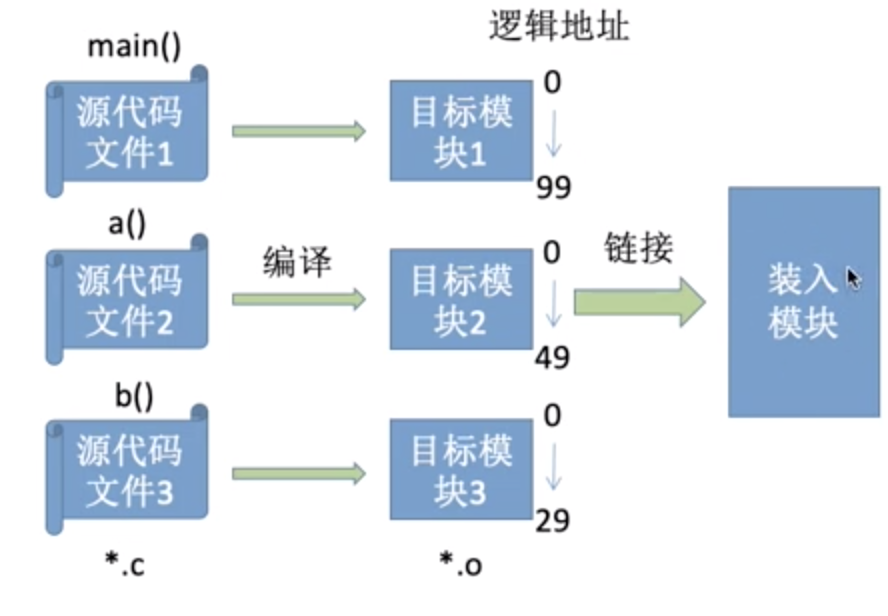 逻辑地址
main()
源代码
文件1
目标模
块1
0
99
a()
源代码
文件2
编译
目标模
块2
0
49
链接
装入
模块
b()
源代码
文件3
目标模
块3
0
29
*.c
*.o